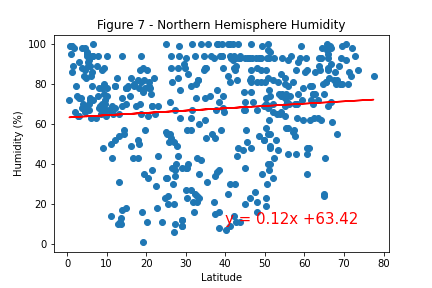 Figure 7 - Northern Hemisphere Humidity
100
80
60
40
20
0
Humidity (%)
y = 0.12x +63.42
0 10 20 30 40 50 60 70 80
Latitude